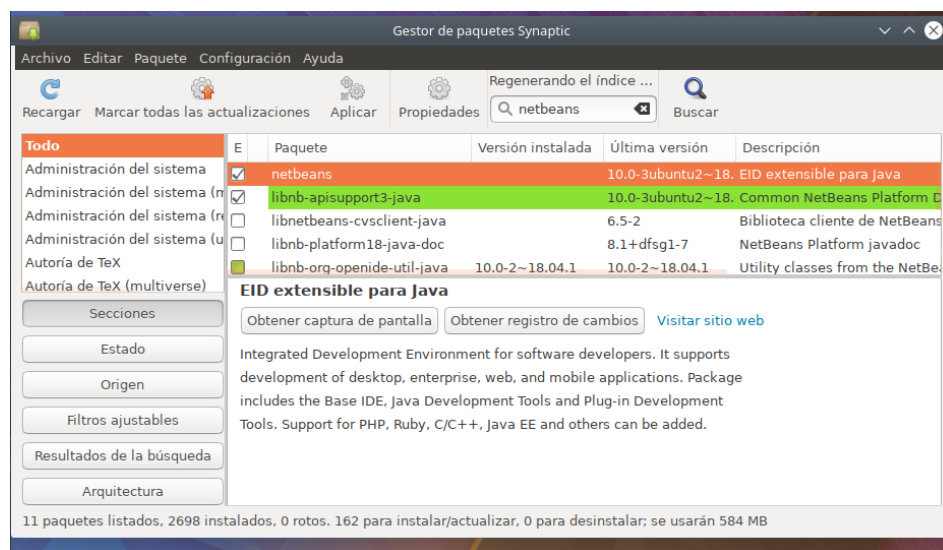 Gestor de paquetes Synaptic
Archivo Editar Paquete Configuración Ayuda
Regenerando el índice ...
netbeans
Recargar Marcar todas las actualizaciones Aplicar Propiedades Buscar
Todo
Administración del sistema
Administración del sistema (m
Administración del sistema (re
Administración del sistema (u
Autoría de TeX
Autoría de TeX (multiverse)
Secciones
Estado
Origen
Filtros ajustables
Resultados de la búsqueda
Arquitectura
E Paquete Versión instalada Última versión Descripción
netbeans 10.0-3ubuntu2~18. EID extensible para Java
libnb-apisupport3-java 10.0-3ubuntu2~18. Common NetBeans Platform D
libnetbeans-cvsclient-java 6.5-2 Biblioteca cliente de NetBeans
libnb-platform18-java-doc 8.1+dfsg1-7 NetBeans Platform javadoc
libnb-org-openide-util-java 10.0-2~18.04.1 10.0-2~18.04.1 Utility classes from the NetBe
EID extensible para Java
Obtener captura de pantalla Obtener registro de cambios Visitar sitio web
Integrated Development Environment for software developers. It supports
development of desktop, enterprise, web, and mobile applications. Package
includes the Base IDE, Java Development Tools and Plug-in Development
Tools. Support for PHP, Ruby, C/C++, Java EE and others can be added.
11 paquetes listados, 2698 instalados, 0 rotos. 162 para instalar/actualizar, 0 para desinstalar; se usarán 584 MB